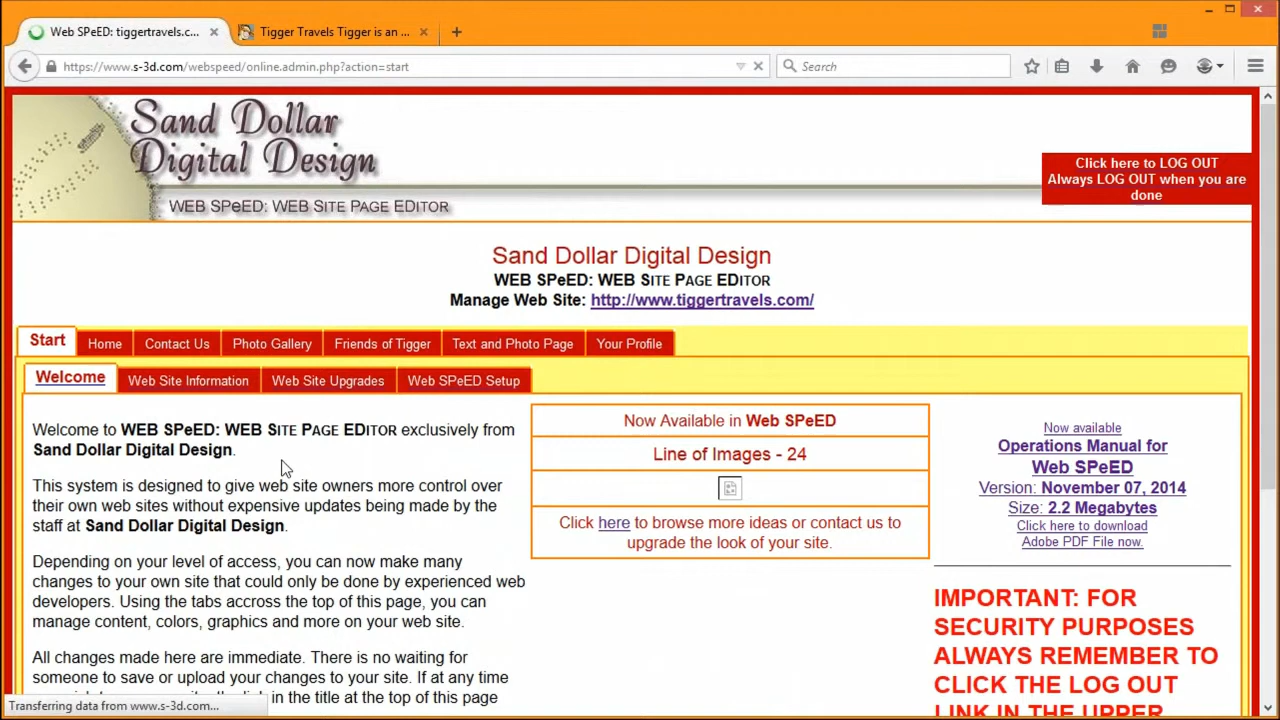 Web SPeED: tiggertravels.c...
Tigger Travels Tigger is an ...
https://www.s-3d.com/webspeed/online.admin.php?action=start
Search
Sand Dollar
Digital Design
WEB SPeED: WEB SITE PAGE EDITOR
Click here to LOG OUT
Always LOG OUT when you are
done
Sand Dollar Digital Design
WEB SPeED: WEB SITE PAGE EDITOR
Manage Web Site: http://www.tiggertravels.com/
Start Home Contact Us Photo Gallery Friends of Tigger Text and Photo Page Your Profile
Welcome Web Site Information Web Site Upgrades Web SPeED Setup
Welcome to WEB SPeED: WEB SITE PAGE EDITOR exclusively from
Sand Dollar Digital Design.
This system is designed to give web site owners more control over
their own web sites without expensive updates being made by the
staff at Sand Dollar Digital Design.
Depending on your level of access, you can now make many
changes to your own site that could only be done by experienced web
developers. Using the tabs accross the top of this page, you can
manage content, colors, graphics and more on your web site.
All changes made here are immediate. There is no waiting for
someone to save or upload your changes to your site. If at any time
in the title at the top of this page
Now Available in Web SPeED
Line of Images - 24
Click here to browse more ideas or contact us to
upgrade the look of your site.
Now available
Operations Manual for
Web SPeED
Version: November 07, 2014
Size: 2.2 Megabytes
Click here to download
Adobe PDF File now.
IMPORTANT: FOR
SECURITY PURPOSES
ALWAYS REMEMBER TO
CLICK THE LOG OUT
LINK IN THE UPPER
Transferring data from www.s-3d.com...